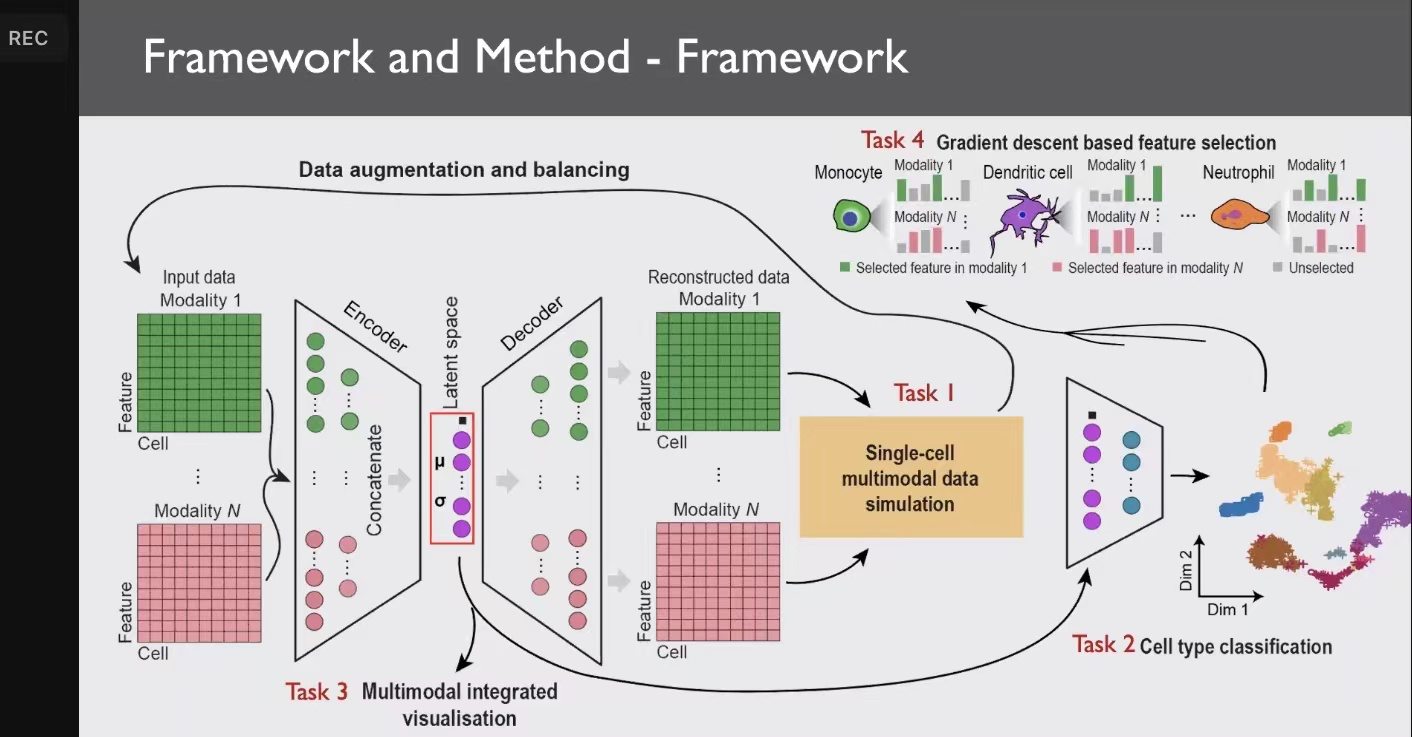 REC
Framework and Method - Framework
Task 4 Gradient descent based feature selection
Monocyte
Modality 1
Modality N
Dendritic cell
Modality 1
Modality N
...
Neutrophil
Modality 1
Modality N
Selected feature in modality 1
Selected feature in modality N
Unselected
Data augmentation and balancing
Input data
Modality 1
Feature
Cell
Modality N
Feature
Cell
Encoder
Concatenate
Latent space
μ
σ
Decoder
Reconstructed data
Modality 1
Feature
Cell
Modality N
Feature
Cell
Task 1
Single-cell
multimodal data
simulation
Dim 2
Dim 1
Task 2 Cell type classification
Task 3 Multimodal integrated
visualisation